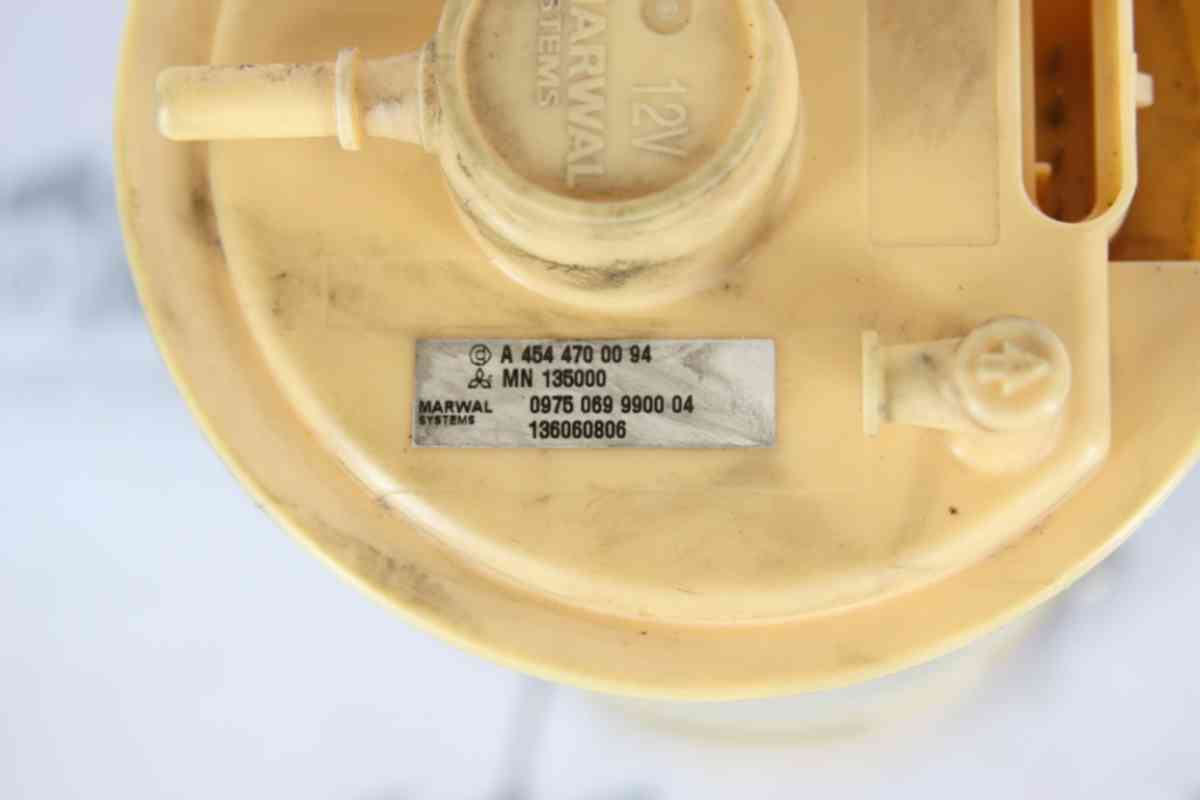 MARWAL
SYSTEMS
12V
A 454 470 00 94
MN 135000
MARWAL 0975 069 9900 04
SYSTEMS
136060806